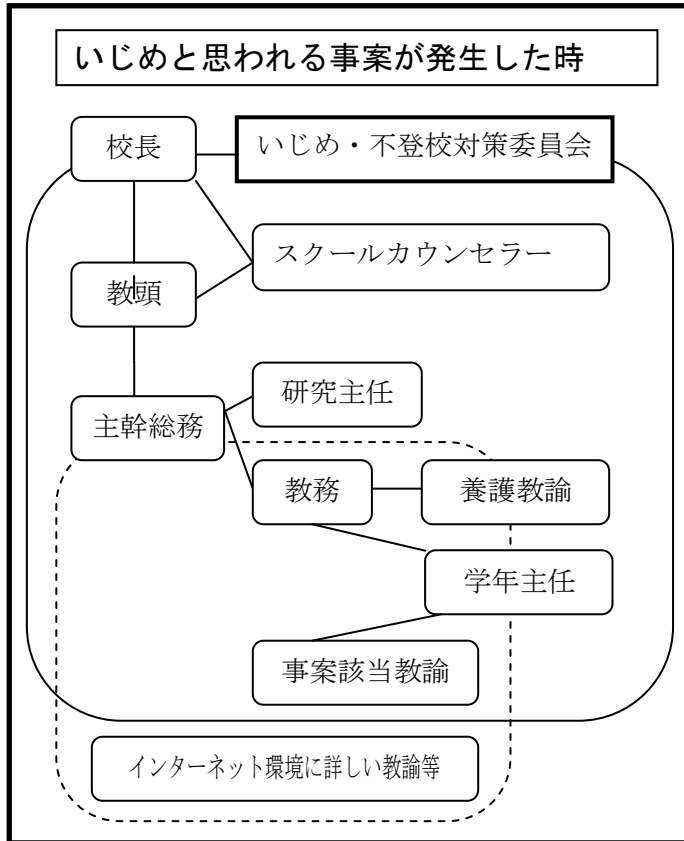 いじめと思われる事案が発生した時
校長
いじめ・不登校対策委員会
スクールカウンセラー
教頭
研究主任
主幹総務
教務
養護教諭
学年主任
事案該当教諭
インターネット環境に詳しい教諭等